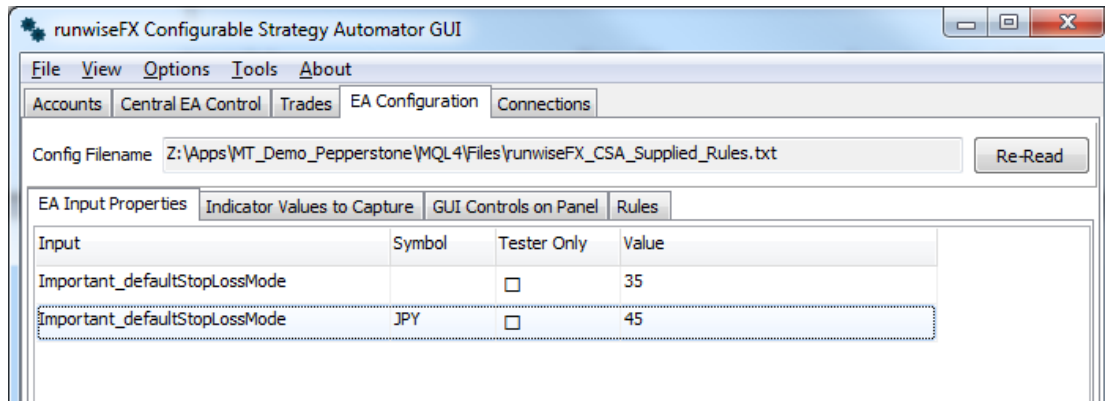 runwiseFX Configurable Strategy Automator GUI
File View Options Tools About
Accounts Central EA Control Trades EA Configuration Connections
Config Filename Z:\Apps\MT_Demo_Pepperstone\MQL4\Files\runwiseFX_CSA_Supplied_Rules.txt Re-Read
EA Input Properties Indicator Values to Capture GUI Controls on Panel Rules
Input Symbol Tester Only Value
Important_defaultStopLossMode 35
Important_defaultStopLossMode JPY 45